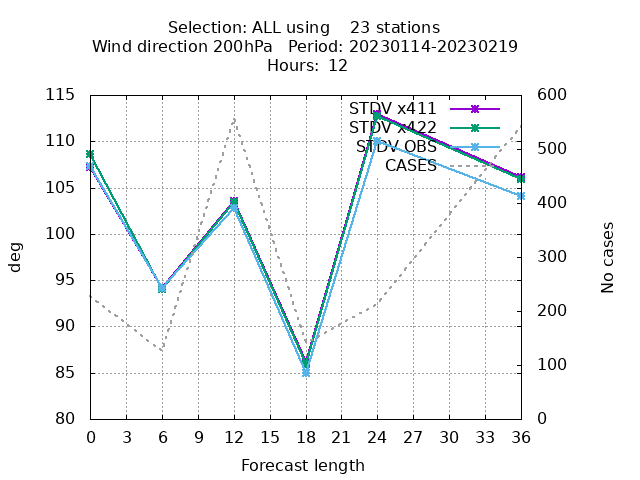 Selection: ALL using    23 stations
Wind direction 200hPa   Period: 20230114-20230219
Hours:  12
115
110
105
100
95
90
85
80
600
500
400
300
200
100
0
STDV x411
STDV x422
STDV OBS
CASES
deg
No cases
0 3 6 9 12 15 18 21 24 27 30 33 36
Forecast length